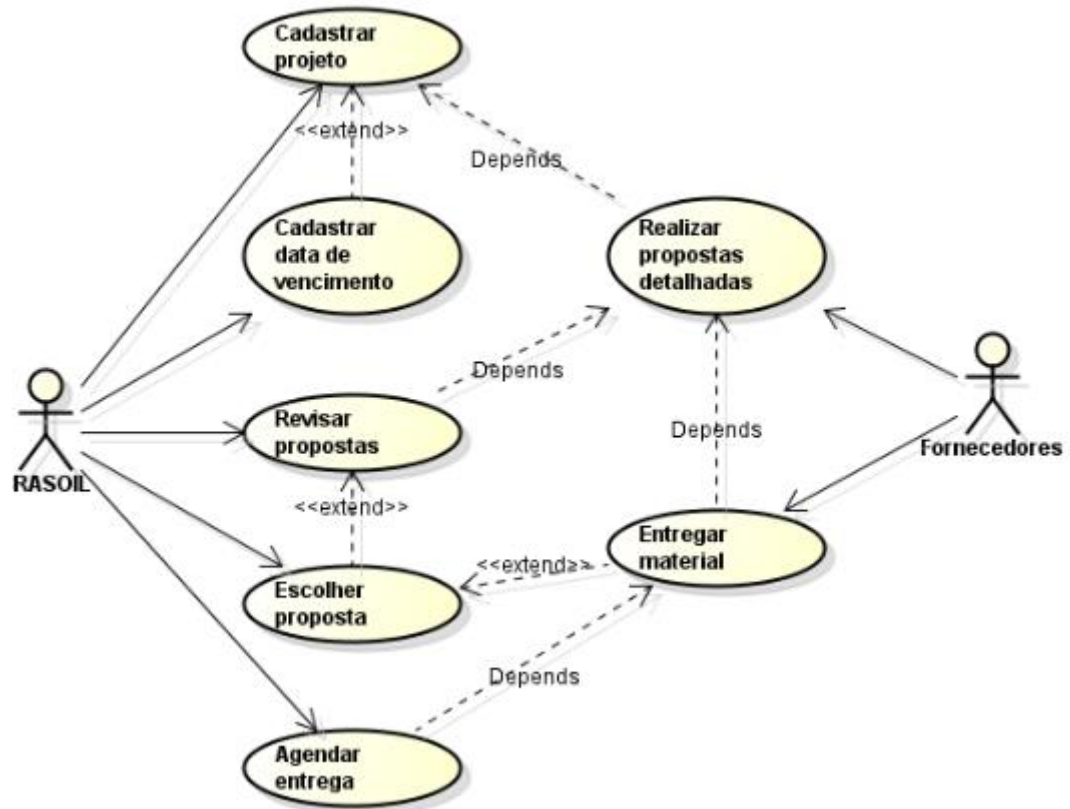 Cadastrar
projeto
<<extend>>
Depends
Cadastrar
data de
vencimento
Realizar
propostas
detalhadas
Depends
Revisar
propostas
Depends
RASOIL
Fornecedores
<<extend>>
Entregar
material
<<extend>>
Escolher
proposta
Depends
Agendar
entrega